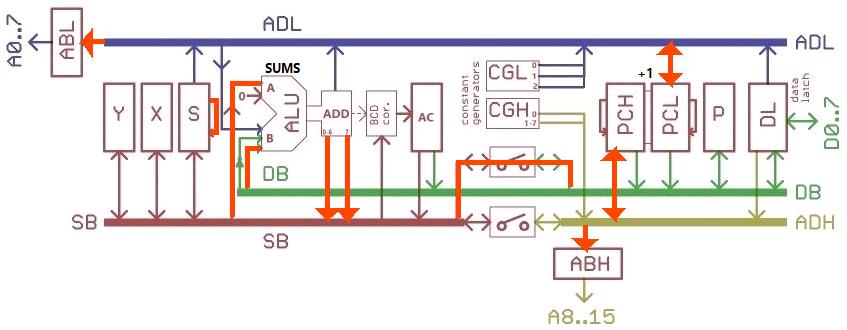 ADL
ADL
A0..7
ABL
SUMS
+1
Y
X
S
0
A
B
ALU
ADD
0-6 7
BCD
cor.
AC
constant
generators
CGL
0
1
2
CGH
0
1-7
PCH
PCL
P
DL
data
latch
D0..7
DB
DB
SB
SB
ADH
ABH
A8..15